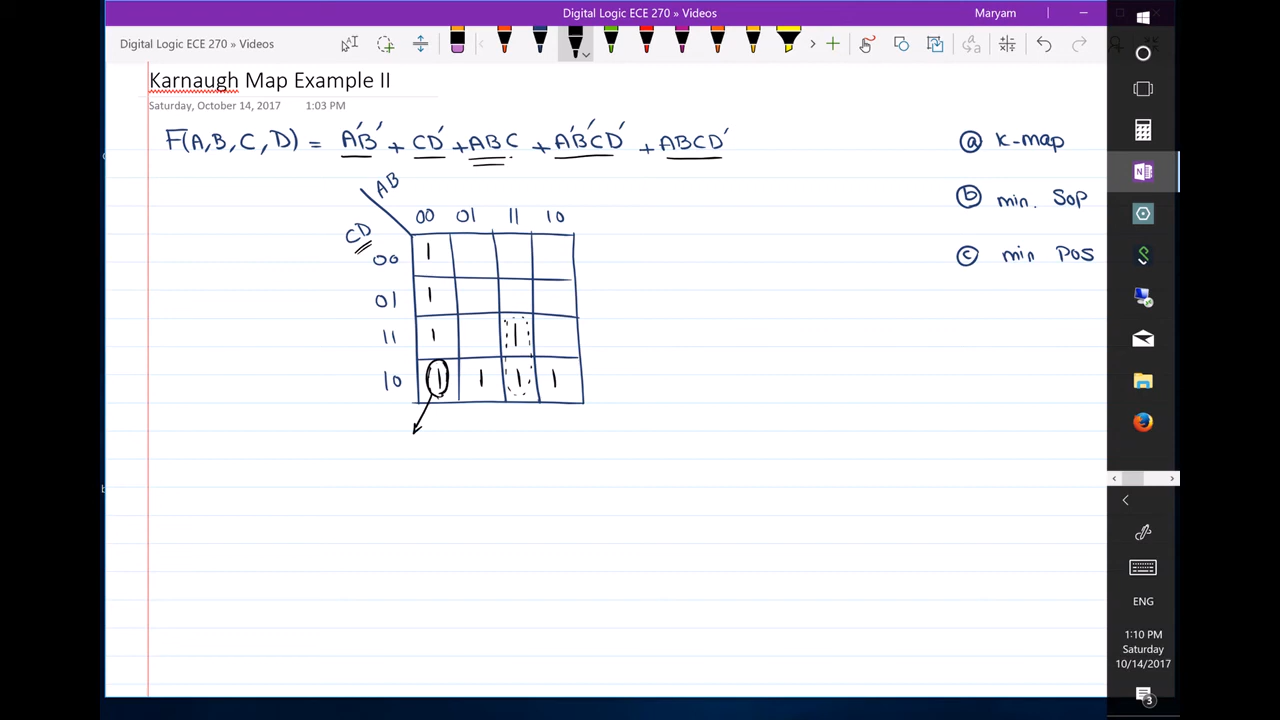 Digital Logic ECE 270 » Videos
Maryam
Digital Logic ECE 270 » Videos
Karnaugh Map Example II
Saturday, October 14, 2017 1:03 PM
F(A,B,C,D) = A'B' + CD' + ABC + A'B'CD' + ABCD'
ⓐ K-map
ⓑ min. SoP
ⓒ min POS
AB
CD
00 01 11 10
00 1
01 1
11 1 1
10 1 1 1 1
ENG
1:10 PM
Saturday
10/14/2017
3